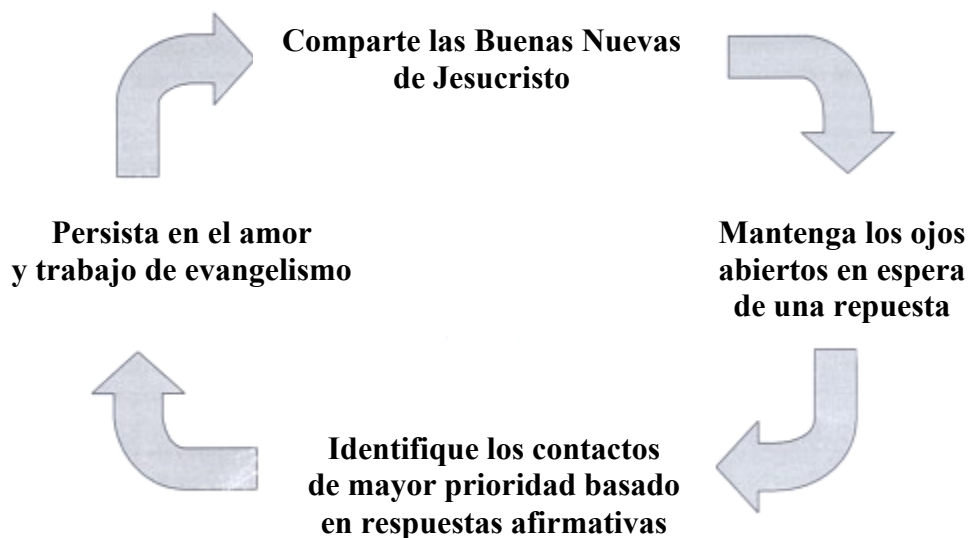 Comparte las Buenas Nuevas
de Jesucristo
Mantenga los ojos
abiertos en espera
de una repuesta
Identifique los contactos
de mayor prioridad basado
en respuestas afirmativas
Persista en el amor
y trabajo de evangelismo